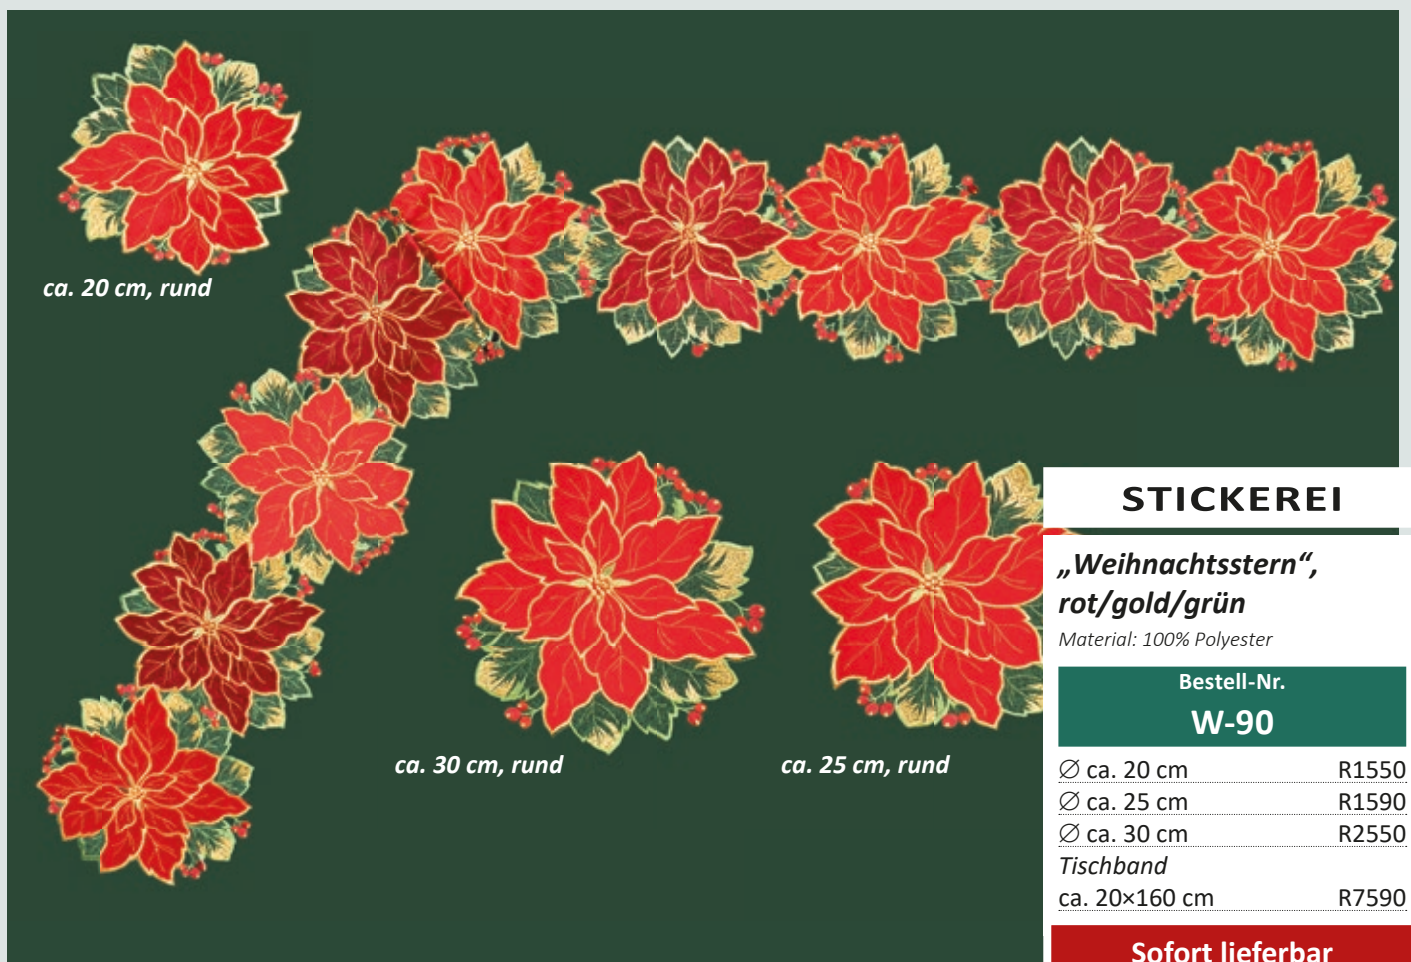 ca. 20 cm, rund
ca. 30 cm, rund
ca. 25 cm, rund
STICKEREI
„Weihnachtsstern“,
rot/gold/grün
Material: 100% Polyester
Bestell-Nr.
W-90
∅ ca. 20 cm R1550
∅ ca. 25 cm R1590
∅ ca. 30 cm R2550
Tischband
ca. 20×160 cm R7590
Sofort lieferbar